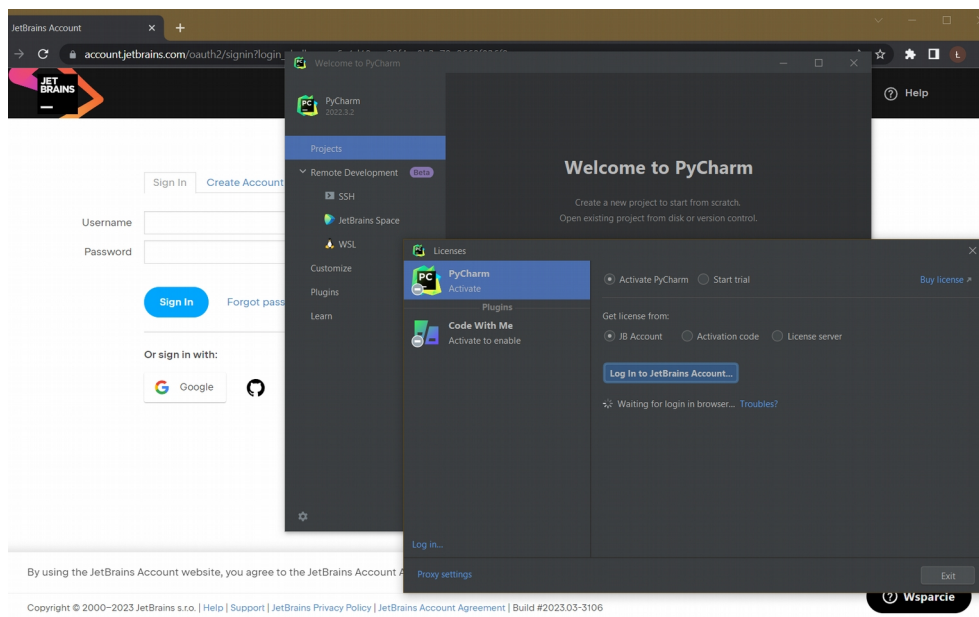 JetBrains Account
account.jetbrains.com/oauth2/signin?login_
Ł
JET
BRAINS
Help
Sign In
Create Account
Username
Password
Sign In
Forgot pass
Or sign in with:
Google
By using the JetBrains Account website, you agree to the JetBrains Account A
Copyright © 2000–2023 JetBrains s.r.o. | Help | Support | JetBrains Privacy Policy | JetBrains Account Agreement | Build #2023.03-3106
Wsparcie
Welcome to PyCharm
PC
PyCharm
2022.3.2
Projects
Remote Development Beta
SSH
JetBrains Space
WSL
Customize
Plugins
Learn
Welcome to PyCharm
Create a new project to start from scratch.
Open existing project from disk or version control.
Licenses
PC
PyCharm
Activate
Plugins
Code With Me
Activate to enable
Log in...
Activate PyCharm
Start trial
Buy license
Get license from:
JB Account
Activation code
License server
Log In to JetBrains Account...
Waiting for login in browser... Troubles?
Proxy settings
Exit